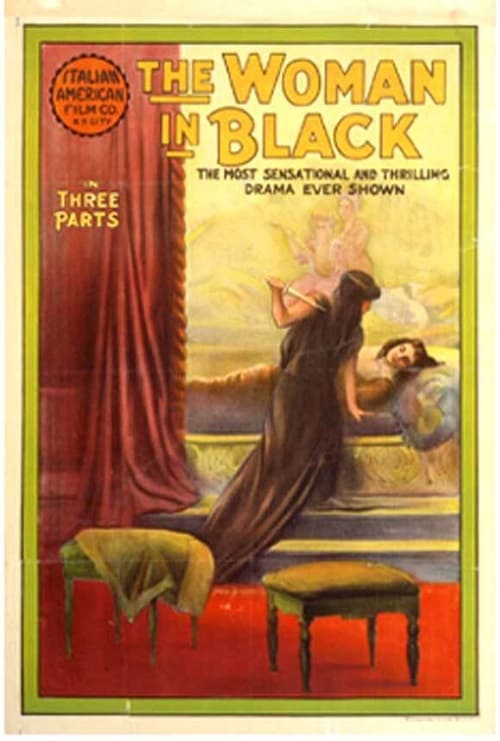 ITALIAN
AMERICAN
FILM CO.
N.Y. CITY
THE WOMAN
IN BLACK
THE MOST SENSATIONAL AND THRILLING
DRAMA EVER SHOWN
IN
THREE
PARTS